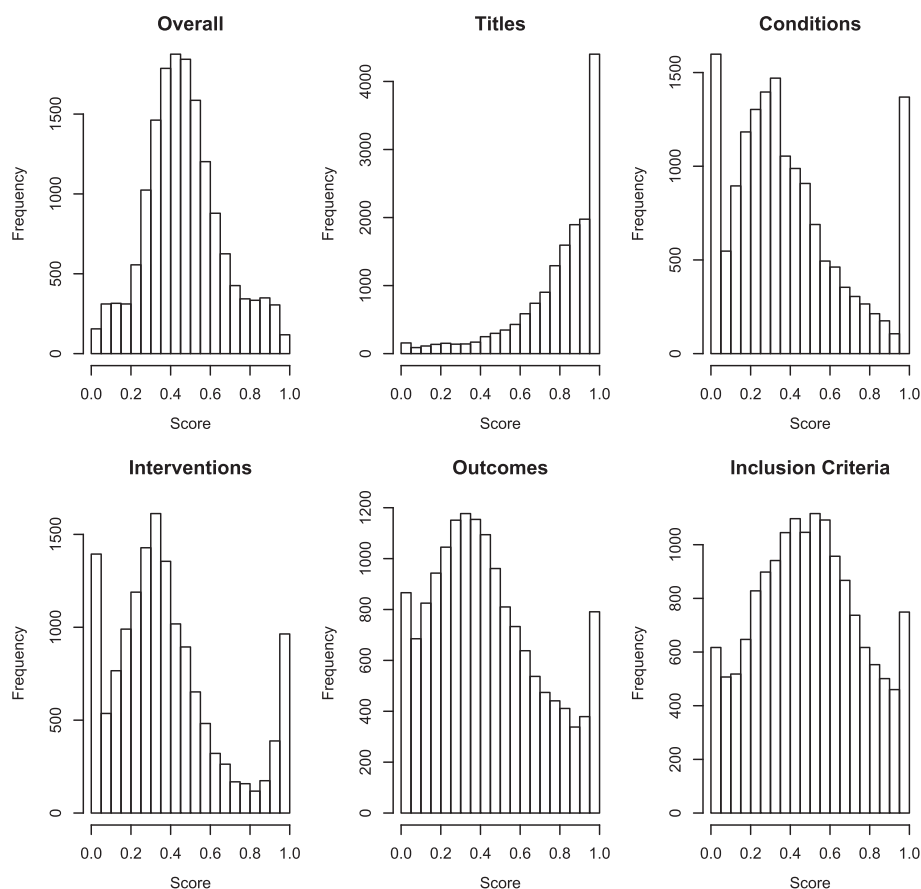 Overall
Titles
Conditions
Frequency
0 500 1000 1500
0.0 0.2 0.4 0.6 0.8 1.0
Score
Frequency
0 1000 2000 3000 4000
0.0 0.2 0.4 0.6 0.8 1.0
Score
Frequency
0 500 1000 1500
0.0 0.2 0.4 0.6 0.8 1.0
Score
Interventions
Outcomes
Inclusion Criteria
Frequency
0 500 1000 1500
0.0 0.2 0.4 0.6 0.8 1.0
Score
Frequency
0 200 400 600 800 1000 1200
0.0 0.2 0.4 0.6 0.8 1.0
Score
Frequency
0 200 400 600 800 1000
0.0 0.2 0.4 0.6 0.8 1.0
Score